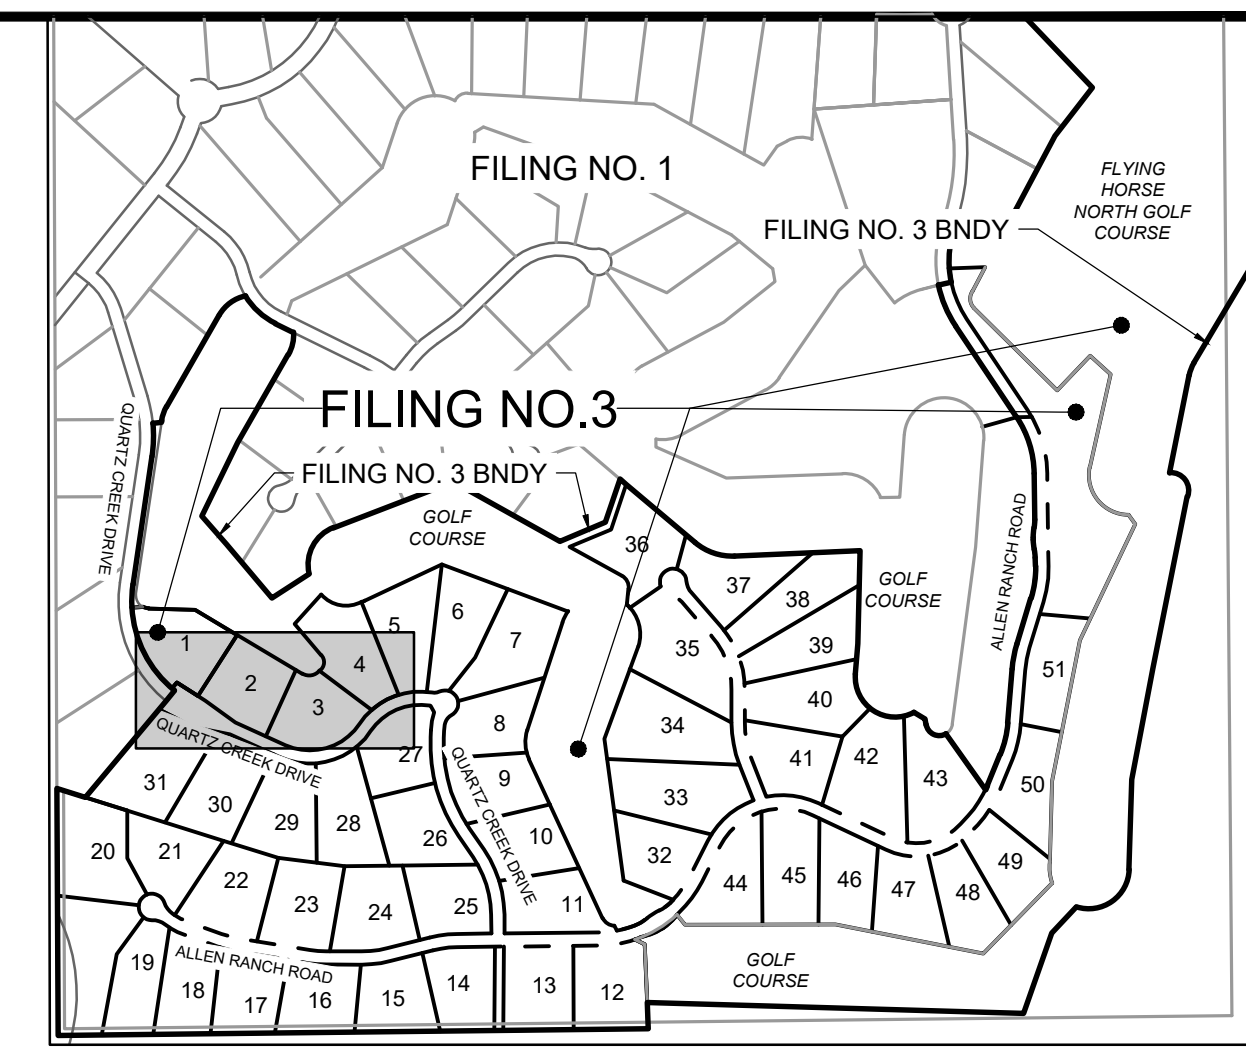 FILING NO. 1
FLYING
HORSE
NORTH GOLF
COURSE
FILING NO. 3 BNDY
FILING NO.3
FILING NO. 3 BNDY
QUARTZ CREEK DRIVE
GOLF
COURSE
ALLEN RANCH ROAD
GOLF
COURSE
36
37
38
39
40
35
34
33
32
41
42
43
51
50
49
48
47
46
45
44
1
2
3
4
5
6
7
8
9
10
11
QUARTZ CREEK DRIVE
QUARTZ CREEK DRIVE
27
26
25
31
30
29
28
20
21
22
23
24
ALLEN RANCH ROAD
19
18
17
16
15
14
13
12
GOLF
COURSE